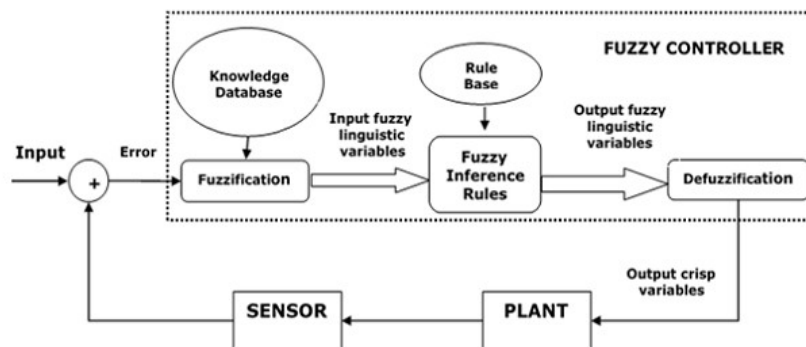 FUZZY CONTROLLER
Knowledge
Database
Rule
Base
Input fuzzy
linguistic
variables
Output fuzzy
linguistic
variables
Input
Error
+
Fuzzification
Fuzzy
Inference
Rules
Defuzzification
Output crisp
variables
SENSOR
PLANT